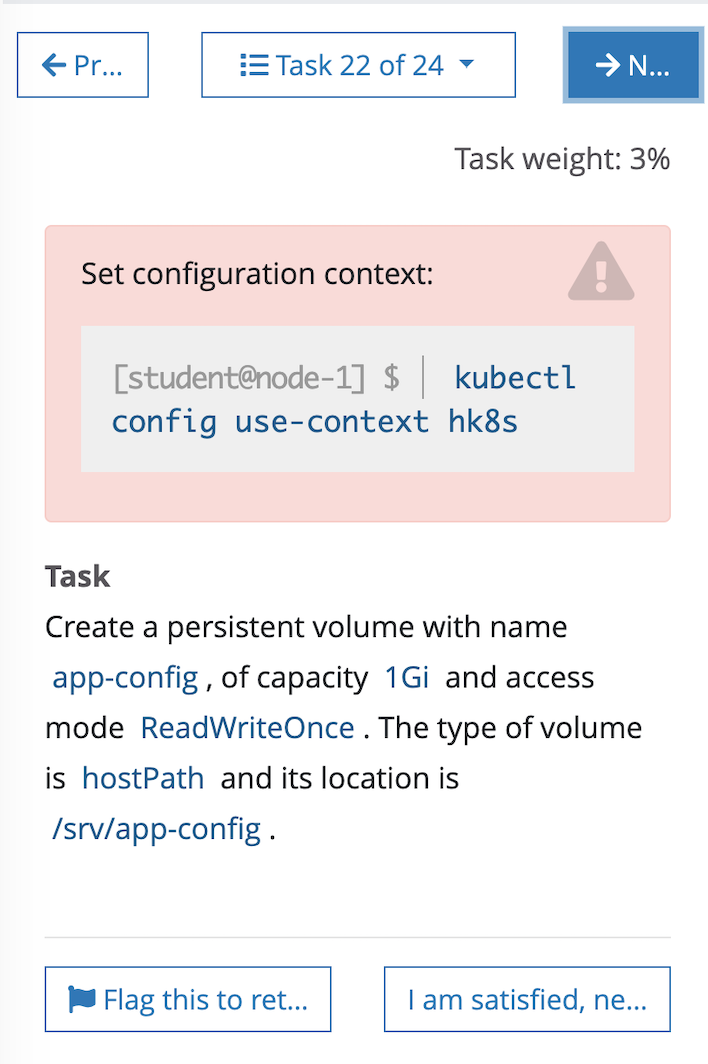 Pr...
Task 22 of 24
N...
Task weight: 3%
Set configuration context:
[student@node-1] $ | kubectl
config use-context hk8s
Task
Create a persistent volume with name
app-config , of capacity 1Gi and access
mode ReadWriteOnce . The type of volume
is hostPath and its location is
/srv/app-config .
Flag this to ret...
I am satisfied, ne...